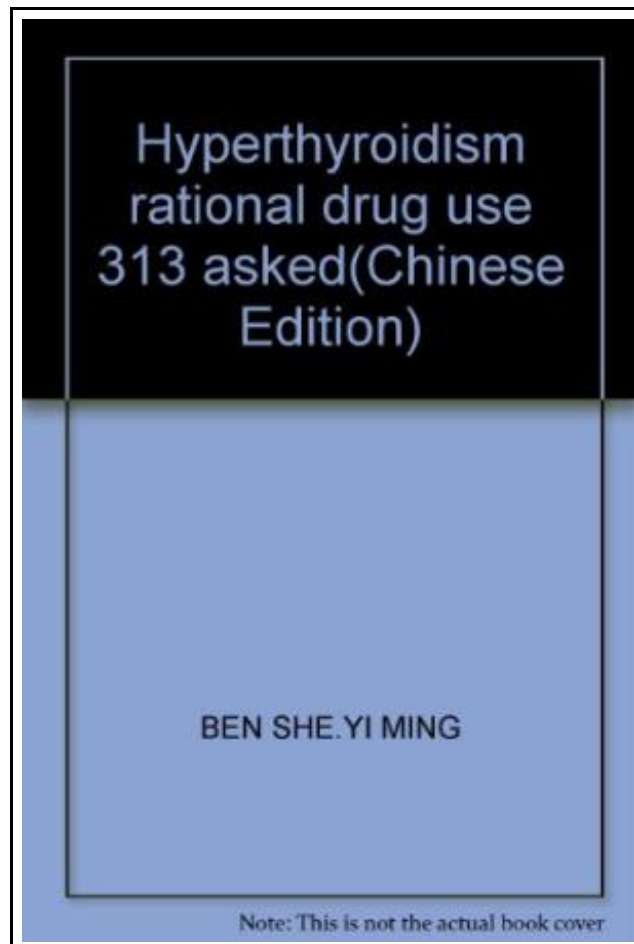 Hyperthyroidism
rational drug use
313 asked(Chinese
Edition)
BEN SHE.YI MING
Note: This is not the actual book cover